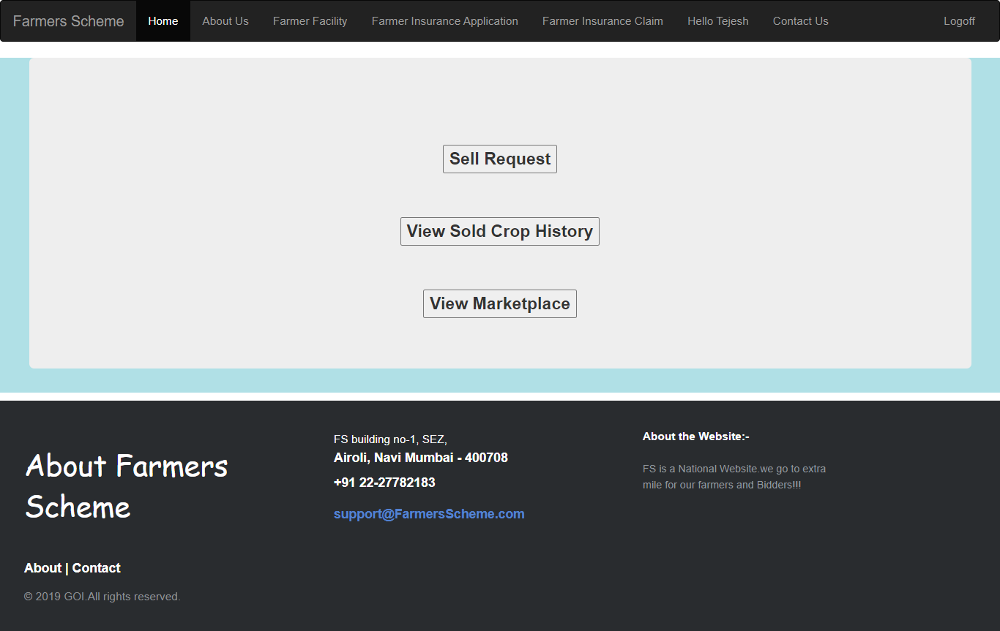 Farmers Scheme Home About Us Farmer Facility Farmer Insurance Application Farmer Insurance Claim Hello Tejesh Contact Us Logoff
Sell Request
View Sold Crop History
View Marketplace
About Farmers
Scheme
About | Contact
© 2019 GOI.All rights reserved.
FS building no-1, SEZ,
Airoli, Navi Mumbai - 400708
+91 22-27782183
support@FarmersScheme.com
About the Website:-
FS is a National Website.we go to extra
mile for our farmers and Bidders!!!